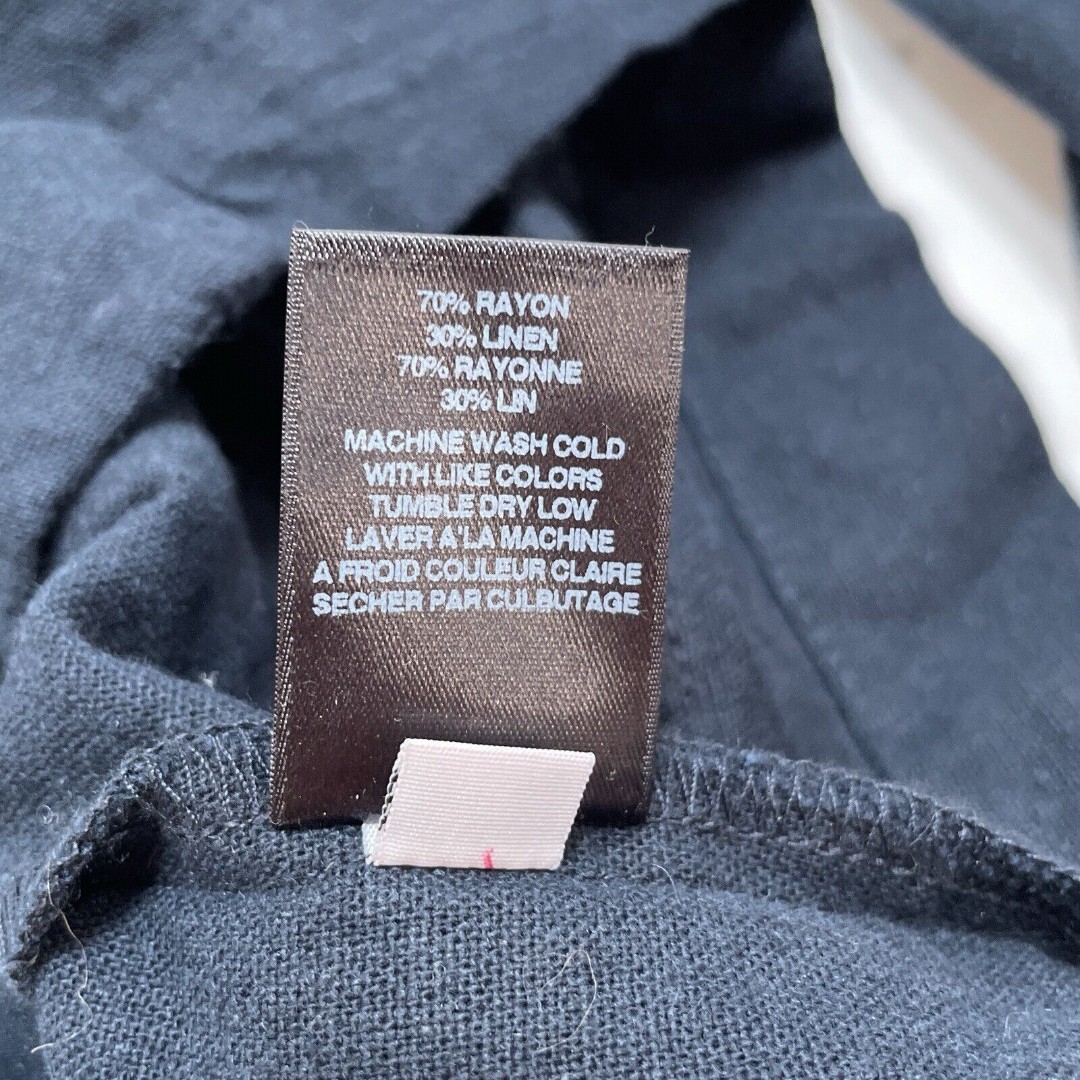 70% RAYON
30% LINEN
70% RAYONNE
30% LIN
MACHINE WASH COLD
WITH LIKE COLORS
TUMBLE DRY LOW
LAVER A LA MACHINE
A FROID COULEUR CLAIRE
SECHER PAR CULBUTAGE